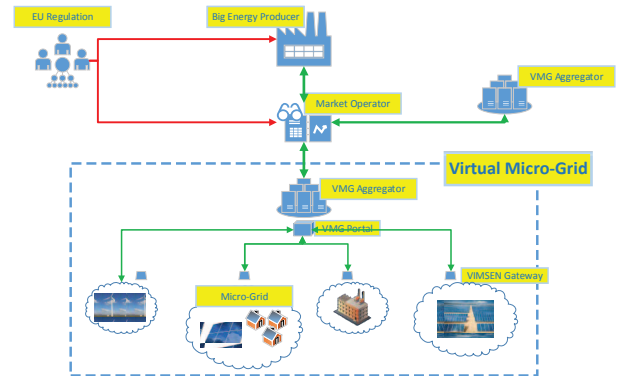 EU Regulation
Big Energy Producer
VMG Aggregator
Market Operator
Virtual Micro-Grid
VMG Aggregator
VMG Portal
VIMSEN Gateway
Micro-Grid